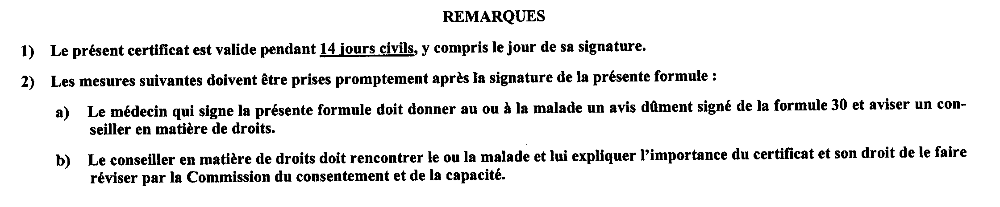 REMARQUES
1) Le présent certificat est valide pendant 14 jours civils, y compris le jour de sa signature.
2) Les mesures suivantes doivent être prises promptement après la signature de la présente formule :
a) Le médecin qui signe la présente formule doit donner au ou à la malade un avis dûment signé de la formule 30 et aviser un con-
seiller en matière de droits.
b) Le conseiller en matière de droits doit rencontrer le ou la malade et lui expliquer l'importance du certificat et son droit de le faire
réviser par la Commission du consentement et de la capacité.